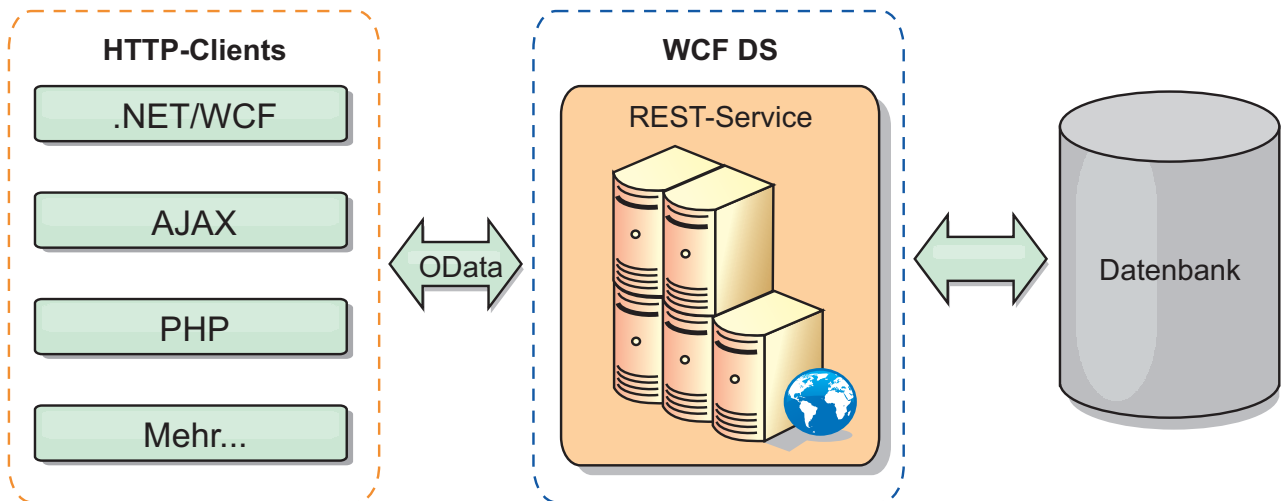 HTTP-Clients
.NET/WCF
AJAX
PHP
Mehr...
OData
WCF DS
REST-Service
Datenbank